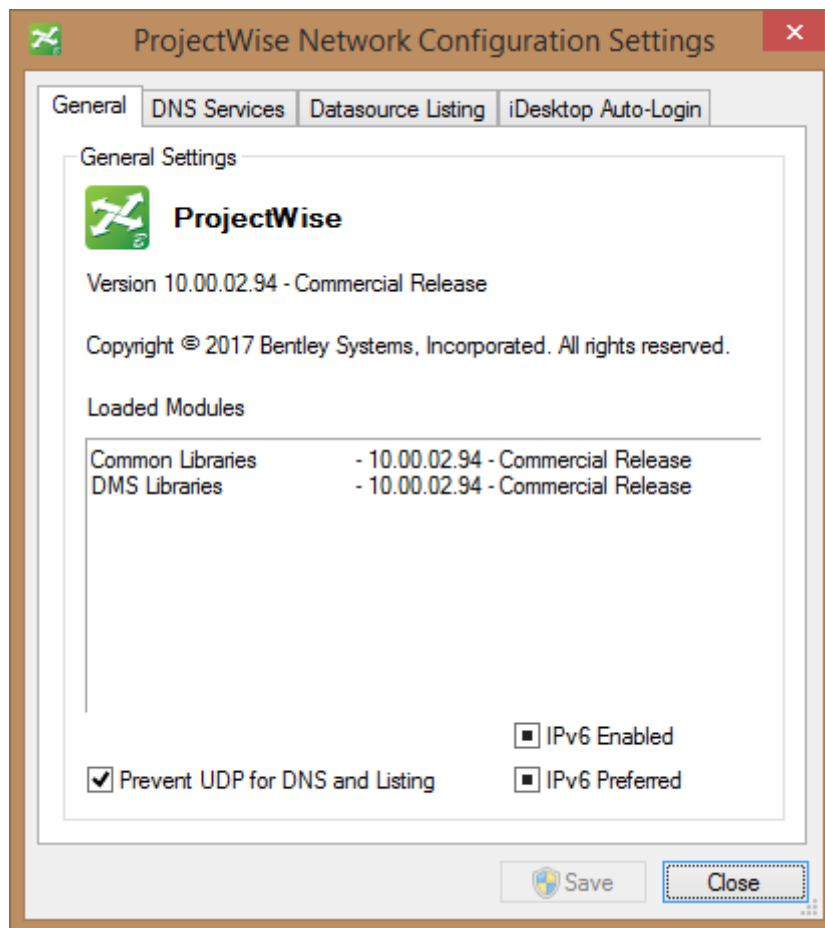 ProjectWise Network Configuration Settings
General DNS Services Datasource Listing iDesktop Auto-Login
General Settings
ProjectWise
Version 10.00.02.94 - Commercial Release
Copyright © 2017 Bentley Systems, Incorporated. All rights reserved.
Loaded Modules
Common Libraries - 10.00.02.94 - Commercial Release
DMS Libraries - 10.00.02.94 - Commercial Release
IPv6 Enabled
Prevent UDP for DNS and Listing IPv6 Preferred
Save Close